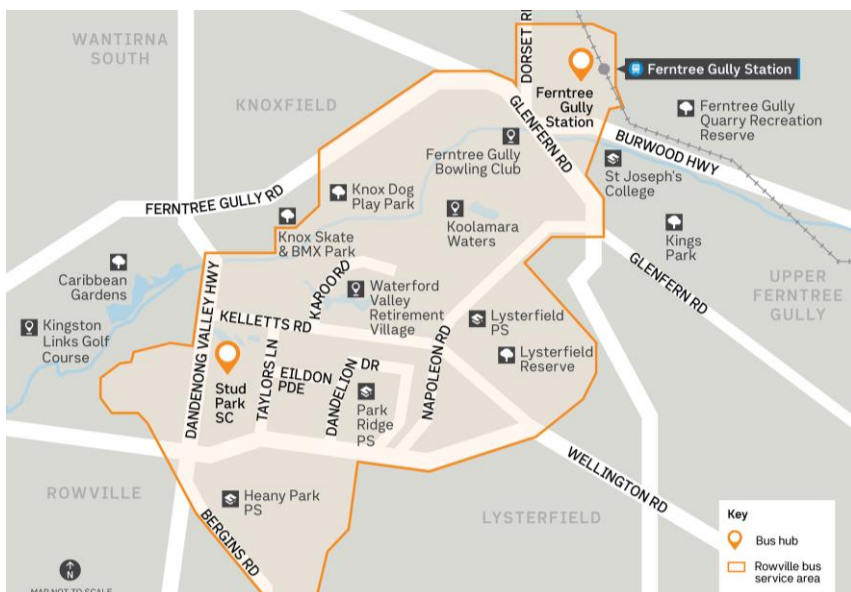 WANTIRNA
SOUTH
KNOXFIELD
DORSET RD
Ferntree
Gully
Station
Ferntree Gully Station
Ferntree Gully
Quarry Recreation
Reserve
GLENFERN RD
BURWOOD HWY
Ferntree Gully
Bowling Club
St Joseph's
College
FERNTREE GULLY RD
Knox Dog
Play Park
Knox Skate
& BMX Park
Koolamara
Waters
Kings
Park
GLENFERN RD
UPPER
FERNTREE
GULLY
Caribbean
Gardens
Kingston
Links Golf
Course
DANDENONG VALLEY HWY
KAROO RD
Waterford
Valley
Retirement
Village
KELLETTS RD
Lysterfield
PS
Lysterfield
Reserve
NAPOLEON RD
Stud
Park
SC
TAYLORS LN
EILDON
PDE
DANDELION DR
Park
Ridge
PS
WELLINGTON RD
ROWVILLE
Heany Park
PS
BERGINS RD
LYSTERFIELD
Key
Bus hub
Rowville bus
service area
N
MAP NOT TO SCALE